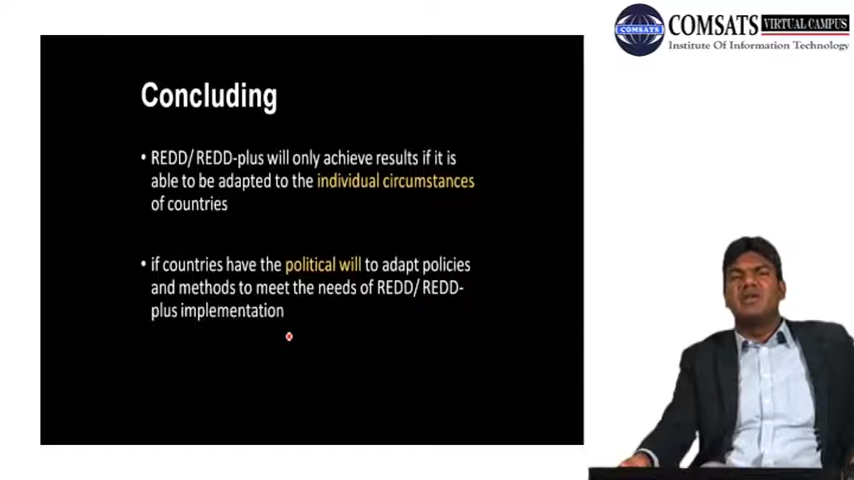 COMSATS VIRTUAL CAMPUS
Institute Of Information Technology
COMSATS
Concluding
• REDD/ REDD-plus will only achieve results if it is
able to be adapted to the individual circumstances
of countries
• if countries have the political will to adapt policies
and methods to meet the needs of REDD/ REDD-
plus implementation